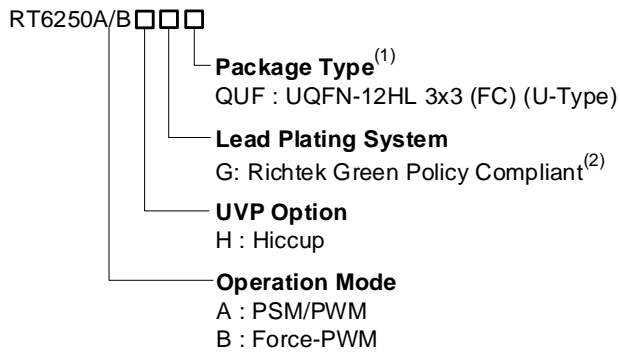 RT6250A/B□□□
Package Type(1)
QUF : UQFN-12HL 3x3 (FC) (U-Type)
Lead Plating System
G: Richtek Green Policy Compliant(2)
UVP Option
H : Hiccup
Operation Mode
A : PSM/PWM
B : Force-PWM